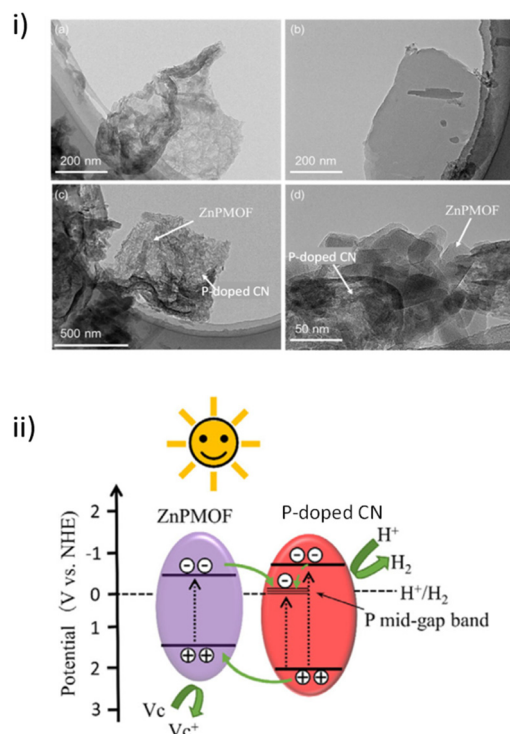 i)
(a)
(b)
200 nm
200 nm
(c)
ZnPMOF
P-doped CN
500 nm
(d)
ZnPMOF
P-doped CN
50 nm
ii)
ZnPMOF
P-doped CN
Potential (V vs. NHE)
2
-1
0
1
2
3
H+
H2
H+/H2
P mid-gap band
Vc
Vc+